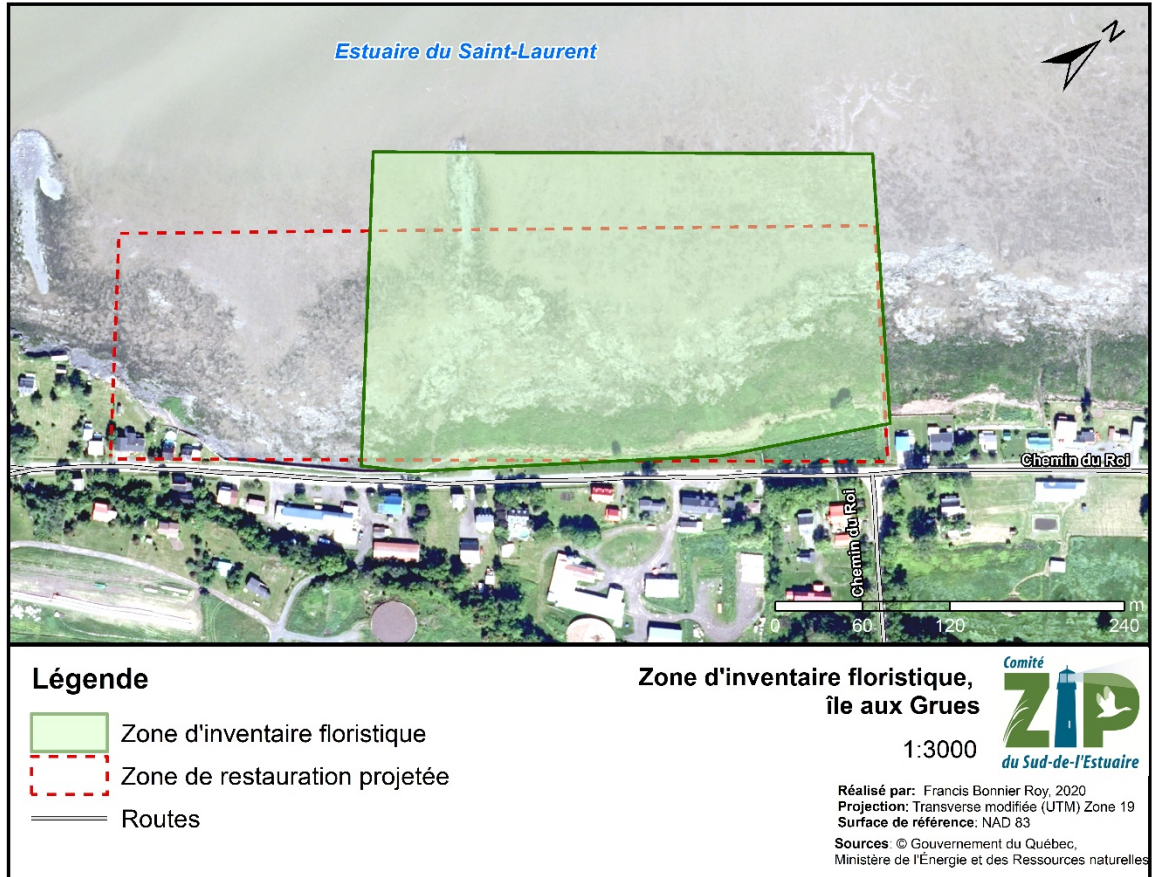 Estuaire du Saint-Laurent
N
Chemin du Roi
Chemin du Roi
m
0 60 120 240
Légende
Zone d'inventaire floristique
Zone de restauration projetée
Routes
Zone d'inventaire floristique,
île aux Grues
1:3000
Comité
ZIP
du Sud-de-l'Estuaire
Réalisé par: Francis Bonnier Roy, 2020
Projection: Transverse modifiée (UTM) Zone 19
Surface de référence: NAD 83
Sources: © Gouvernement du Québec,
Ministère de l'Énergie et des Ressources naturelles